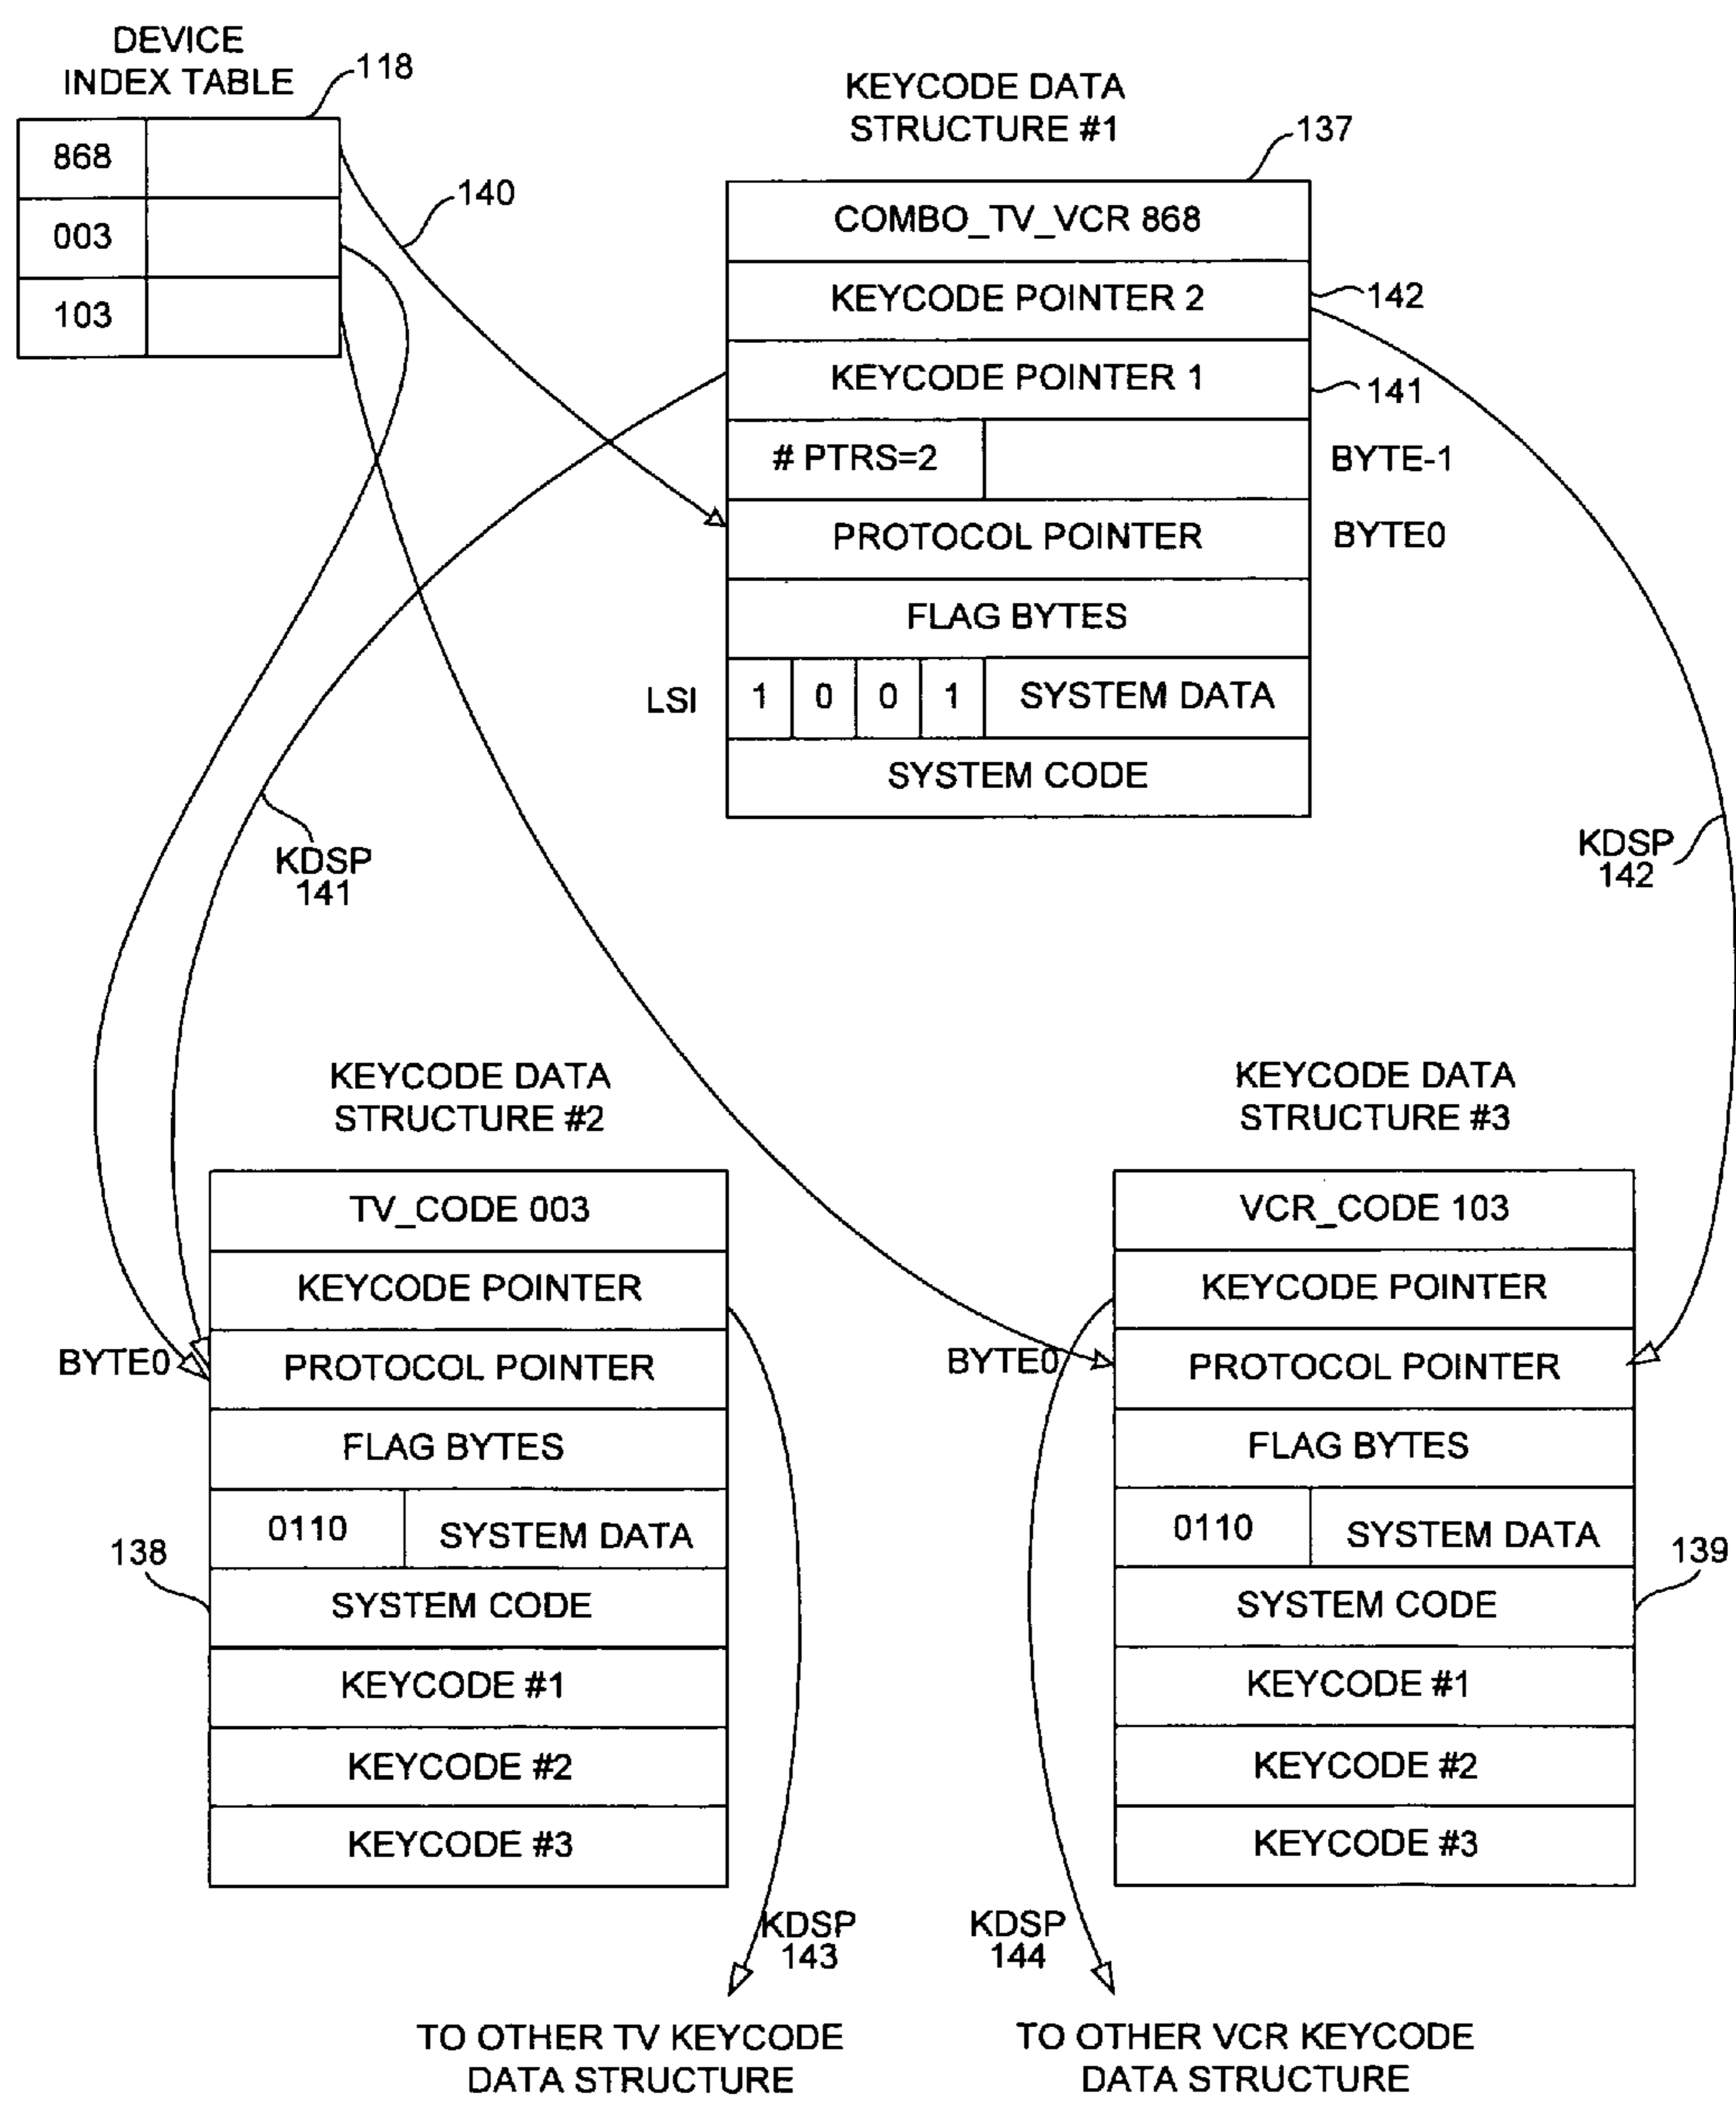 DEVICE
INDEX TABLE
118
868
003
103
140
KEYCODE DATA
STRUCTURE #1
137
COMBO_TV_VCR 868
KEYCODE POINTER 2
142
KEYCODE POINTER 1
141
# PTRS=2
BYTE-1
PROTOCOL POINTER
BYTE0
FLAG BYTES
LSI 1 0 0 1 SYSTEM DATA
SYSTEM CODE
KDSP
141
KDSP
142
KEYCODE DATA
STRUCTURE #2
TV_CODE 003
KEYCODE POINTER
BYTE0 PROTOCOL POINTER
FLAG BYTES
0110 SYSTEM DATA
138
SYSTEM CODE
KEYCODE #1
KEYCODE #2
KEYCODE #3
KDSP
143
TO OTHER TV KEYCODE
DATA STRUCTURE
KEYCODE DATA
STRUCTURE #3
VCR_CODE 103
KEYCODE POINTER
BYTE0 PROTOCOL POINTER
FLAG BYTES
0110 SYSTEM DATA
139
SYSTEM CODE
KEYCODE #1
KEYCODE #2
KEYCODE #3
KDSP
144
TO OTHER VCR KEYCODE
DATA STRUCTURE